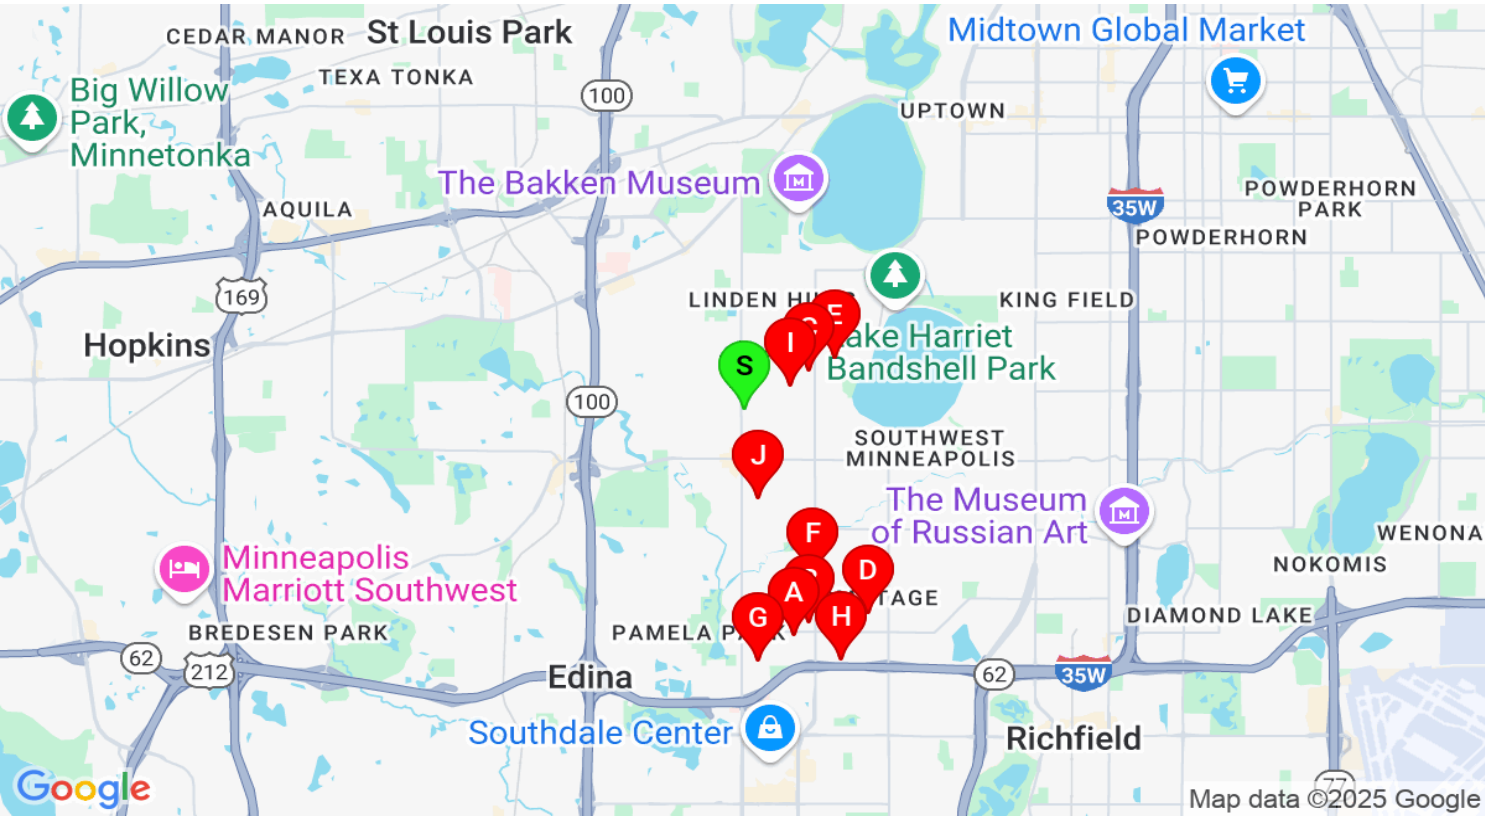 CEDAR MANOR
St Louis Park
Midtown Global Market
TEXA TONKA
Big Willow
Park,
Minnetonka
100
UPTOWN
The Bakken Museum
M
AQUILA
POWDERHORN
PARK
35W
POWDERHORN
169
LINDEN
KING FIELD
E
I
Lake Harriet
Bandshell Park
Hopkins
S
100
SOUTHWEST
MINNEAPOLIS
J
The Museum
of Russian Art
M
F
WENONA
Minneapolis
Marriott Southwest
D
NOKOMIS
A
G
H
TAGE
DIAMOND LAKE
BREDESEN PARK
PAMELA
62
212
Edina
62
35W
Southdale Center
Richfield
Google
77
Map data ©2025 Google